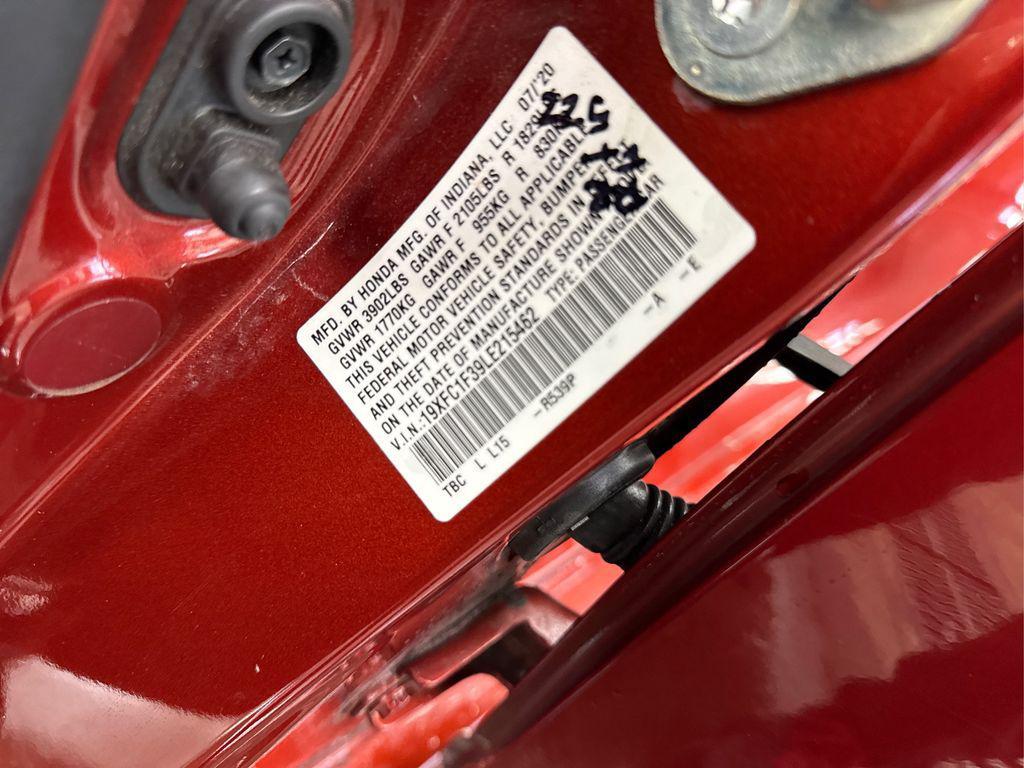 MFD. BY HONDA MFG. OF INDIANA, LLC 07/'20
GVWR 3902LBS GAWR F 2105LBS R 1829
GVWR 1770KG GAWR F 955KG R 830
THIS VEHICLE CONFORMS TO ALL APPLICABLE
FEDERAL MOTOR VEHICLE SAFETY, BUMPER
AND THEFT PREVENTION STANDARDS IN
ON THE DATE OF MANUFACTURE SHOWN
V.I.N.:19XFC1F39LE215462 TYPE: PASSENGER CAR
TBC L L15 -R539P -A -E